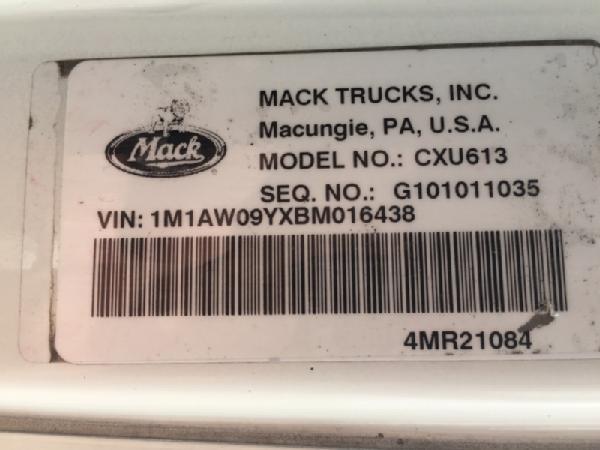 Mack
MACK TRUCKS, INC.
Macungie, PA, U.S.A.
MODEL NO.: CXU613
SEQ. NO.: G101011035
VIN: 1M1AW09YXBM016438
4MR21084